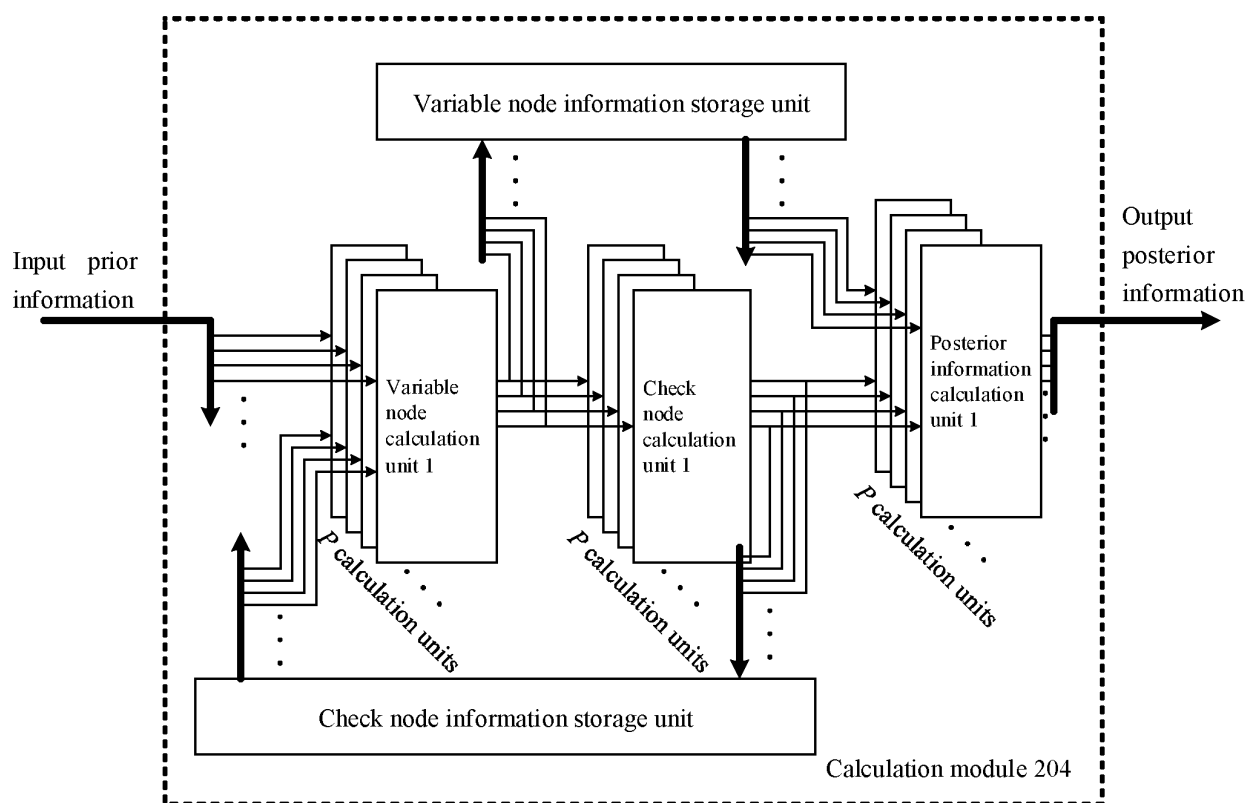 Variable node information storage unit
Input prior
information
Output
posterior
information
Variable
node
calculation
unit 1
Check
node
calculation
unit 1
Posterior
information
calculation
unit 1
P calculation units
P calculation units
P calculation units
Check node information storage unit
Calculation module 204